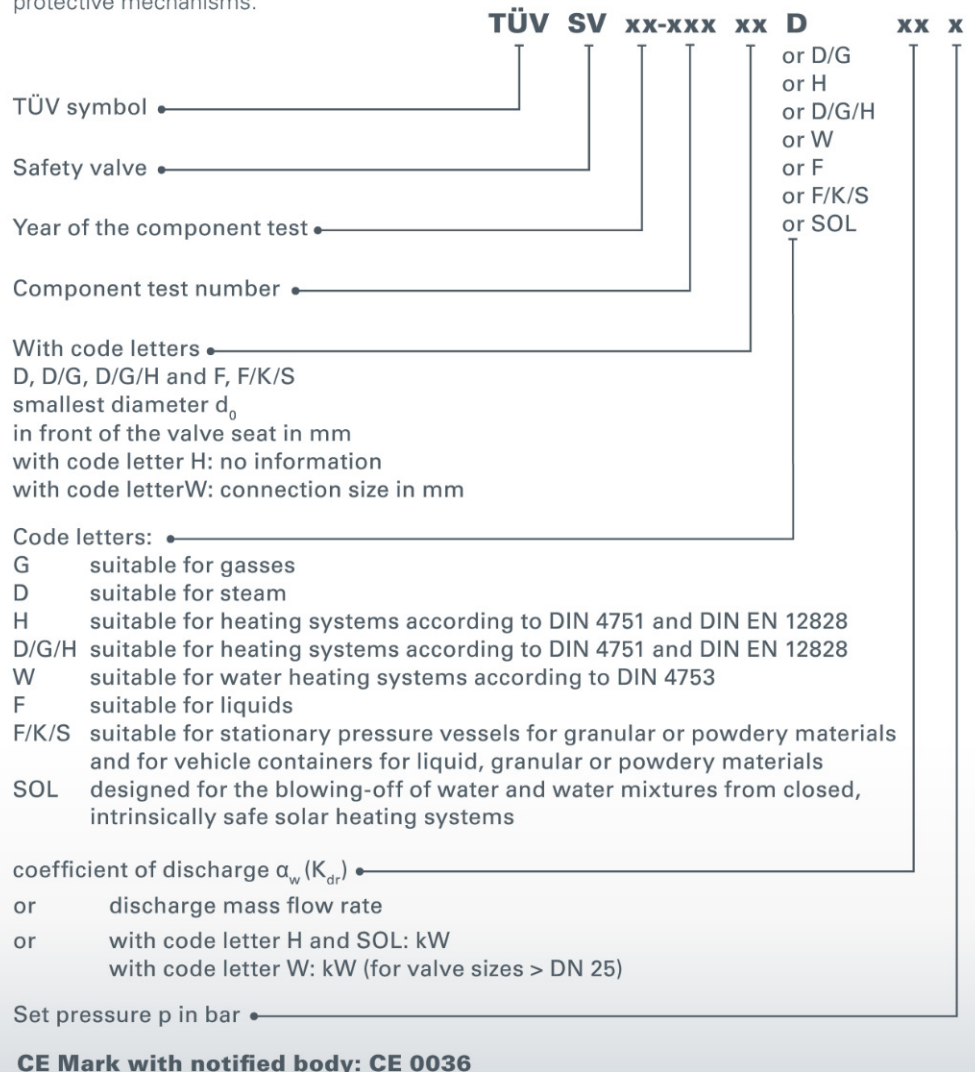 protective mechanisms.
TÜV SV xx-xxx xx D xx x
or D/G
or H
TÜV symbol
or D/G/H
or W
Safety valve
or F
or F/K/S
Year of the component test
or SOL
Component test number
With code letters
D, D/G, D/G/H and F, F/K/S
smallest diameter d₀
in front of the valve seat in mm
with code letter H: no information
with code letterW: connection size in mm
Code letters:
G suitable for gasses
D suitable for steam
H suitable for heating systems according to DIN 4751 and DIN EN 12828
D/G/H suitable for heating systems according to DIN 4751 and DIN EN 12828
W suitable for water heating systems according to DIN 4753
F suitable for liquids
F/K/S suitable for stationary pressure vessels for granular or powdery materials
and for vehicle containers for liquid, granular or powdery materials
SOL designed for the blowing-off of water and water mixtures from closed,
intrinsically safe solar heating systems
coefficient of discharge α_w (K_dr)
or discharge mass flow rate
or with code letter H and SOL: kW
with code letter W: kW (for valve sizes > DN 25)
Set pressure p in bar
CE Mark with notified body: CE 0036